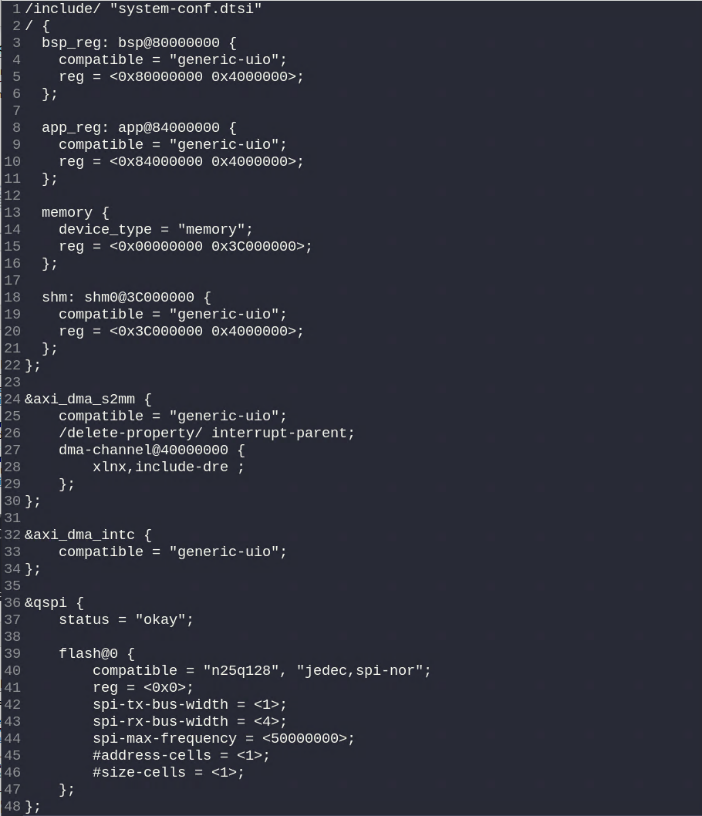 1 /include/ "system-conf.dtsi"
2 / {
3   bsp_reg: bsp@80000000 {
4     compatible = "generic-uio";
5     reg = <0x80000000 0x4000000>;
6   };
7
8   app_reg: app@84000000 {
9     compatible = "generic-uio";
10     reg = <0x84000000 0x4000000>;
11   };
12
13   memory {
14     device_type = "memory";
15     reg = <0x00000000 0x3C000000>;
16   };
17
18   shm: shm0@3C000000 {
19     compatible = "generic-uio";
20     reg = <0x3C000000 0x4000000>;
21   };
22 };
23
24 &axi_dma_s2mm {
25     compatible = "generic-uio";
26     /delete-property/ interrupt-parent;
27     dma-channel@40000000 {
28         xlnx,include-dre ;
29     };
30 };
31
32 &axi_dma_intc {
33     compatible = "generic-uio";
34 };
35
36 &qspi {
37     status = "okay";
38
39     flash@0 {
40         compatible = "n25q128", "jedec,spi-nor";
41         reg = <0x0>;
42         spi-tx-bus-width = <1>;
43         spi-rx-bus-width = <4>;
44         spi-max-frequency = <50000000>;
45         #address-cells = <1>;
46         #size-cells = <1>;
47     };
48 };